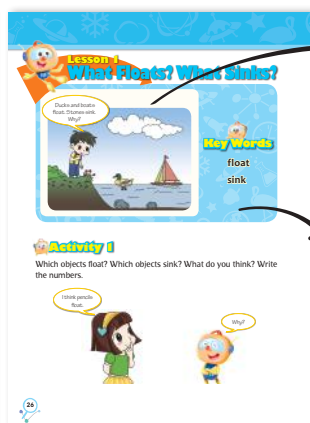 Lesson 1
What Floats? What Sinks?
Ducks and boats
float. Stones sink.
Why?
Key Words
float
sink
Activity 1
Which objects float? Which objects sink? What do you think? Write
the numbers.
I think pencils
float.
Why?
26